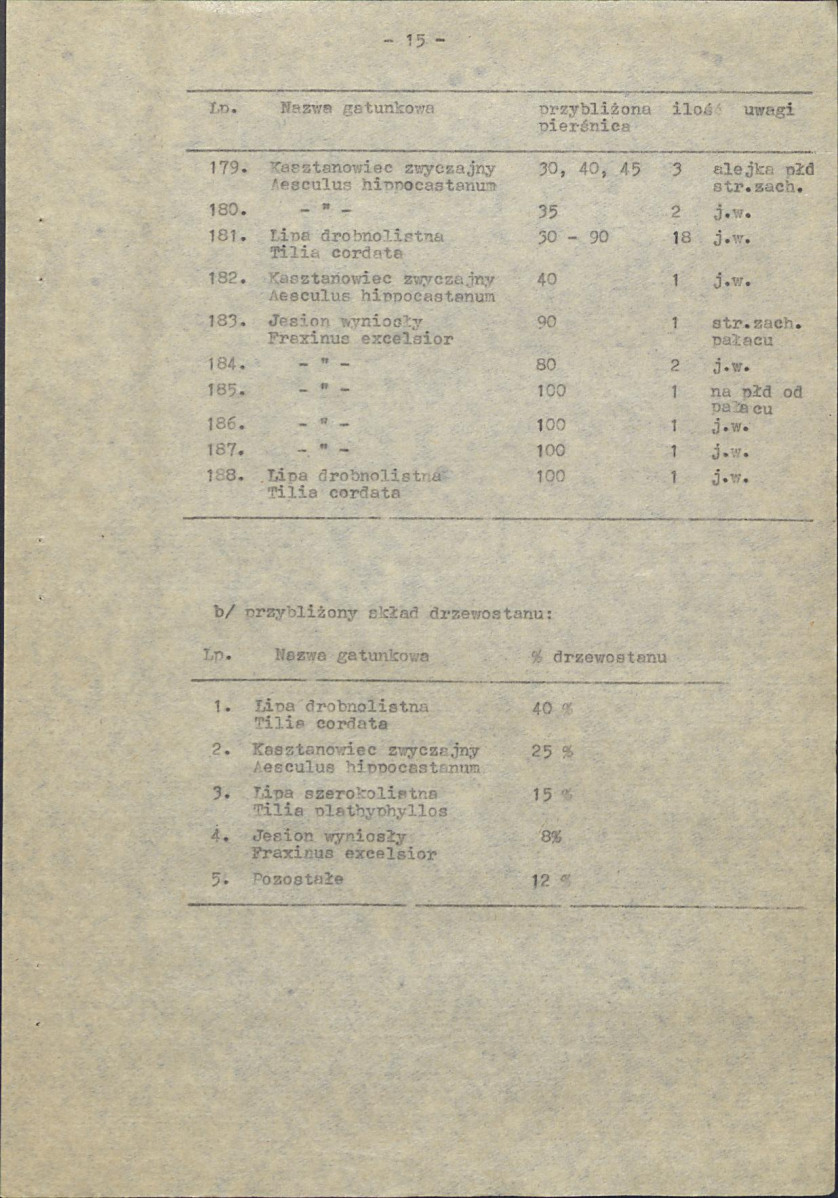 - 15 -
Lp. Nazwa gatunkowa przybliżona ilość uwagi
pierśnica
179. Kasztanowiec zwyczajny 30, 40, 45 3 alejka płd
Aesculus hippocastanum str.zach.
180. - " - 35 2 j.w.
181. Lipa drobnolistna 30 - 90 18 j.w.
Tilia cordata
182. Kasztanowiec zwyczajny 40 1 j.w.
Aesculus hippocastanum
183. Jesion wyniosły 90 1 str.zach.
Fraxinus excelsior pałacu
184. - " - 80 2 j.w.
185. - " - 100 1 na płd od
pałacu
186. - " - 100 1 j.w.
187. - " - 100 1 j.w.
188. Lipa drobnolistna 100 1 j.w.
Tilia cordata
b/ przybliżony skład drzewostanu:
Lp. Nazwa gatunkowa % drzewostanu
1. Lipa drobnolistna 40 %
Tilia cordata
2. Kasztanowiec zwyczajny 25 %
Aesculus hippocastanum
3. Lipa szerokolistna 15 %
Tilia plathyphyllos
4. Jesion wyniosły 8%
Fraxinus excelsior
5. Pozostałe 12 %